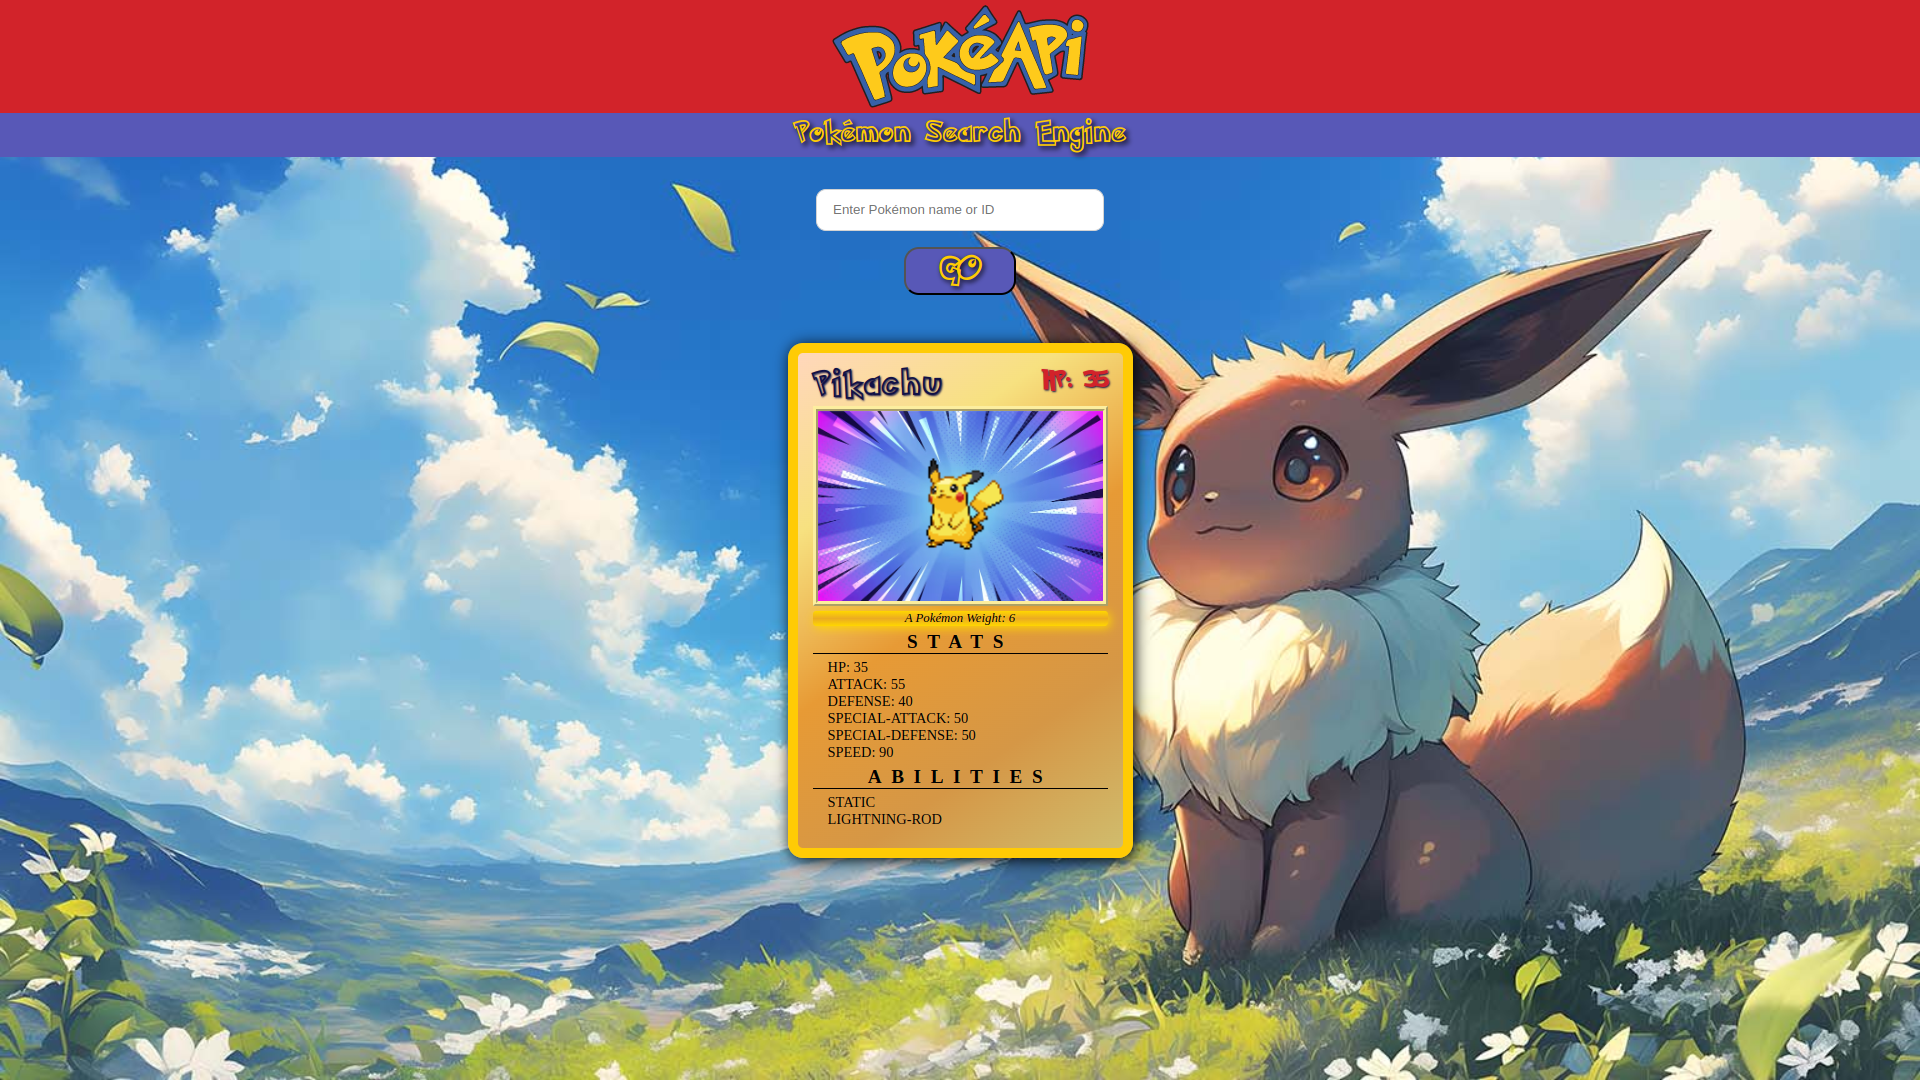 PokéApi
Pokémon Search Engine
Enter Pokémon name or ID
GO
Pikachu HP: 35
A Pokémon Weight: 6
STATS
HP: 35
ATTACK: 55
DEFENSE: 40
SPECIAL-ATTACK: 50
SPECIAL-DEFENSE: 50
SPEED: 90
ABILITIES
STATIC
LIGHTNING-ROD